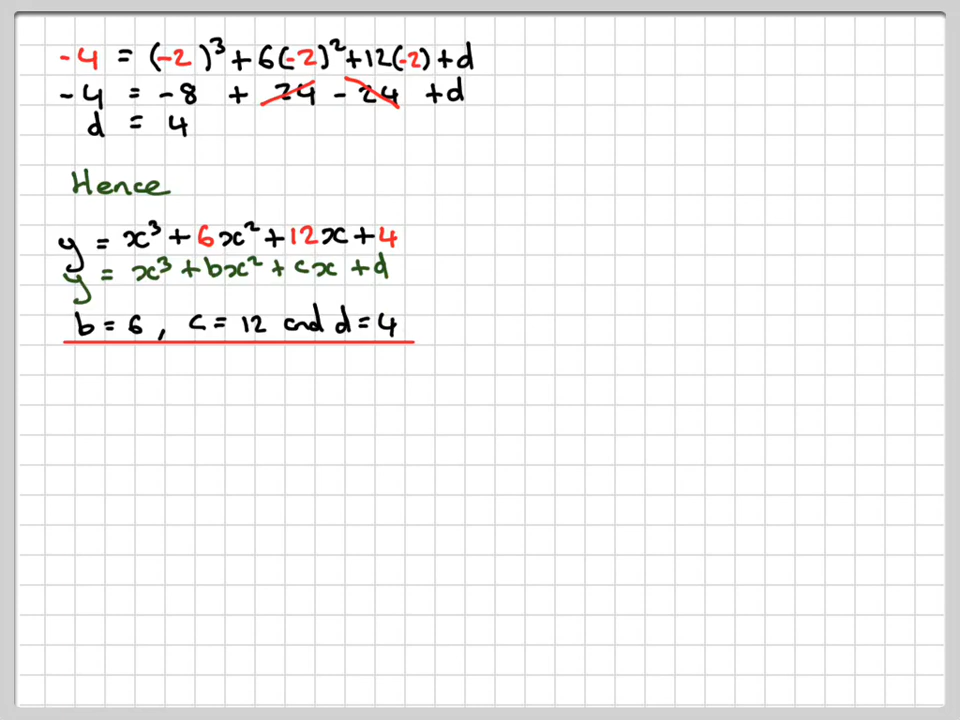 -4 = (-2)³ + 6(-2)² + 12(-2) + d
-4 = -8 + 24 - 24 + d
d = 4
Hence
y = x³ + 6x² + 12x + 4
y = x³ + bx² + cx + d
b = 6 , c = 12 and d = 4